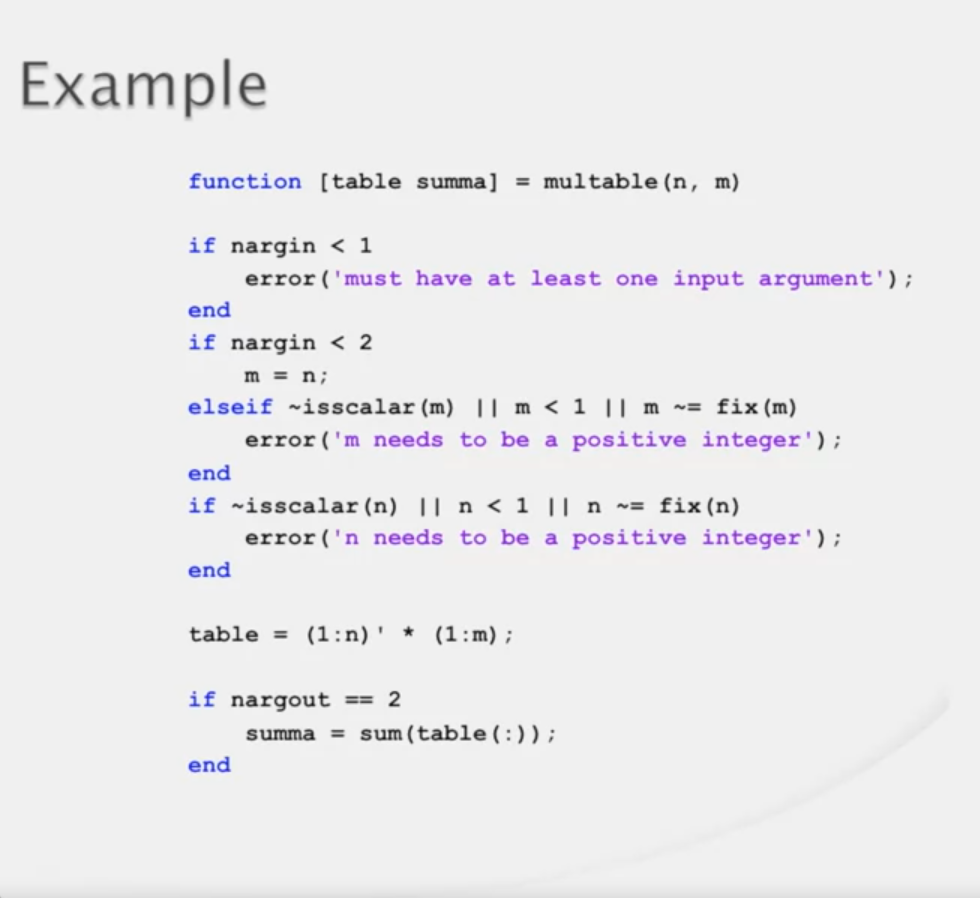 Example
function [table summa] = multable(n, m)
if nargin < 1
error('must have at least one input argument');
end
if nargin < 2
m = n;
elseif ~isscalar(m) || m < 1 || m ~= fix(m)
error('m needs to be a positive integer');
end
if ~isscalar(n) || n < 1 || n ~= fix(n)
error('n needs to be a positive integer');
end
table = (1:n)' * (1:m);
if nargout == 2
summa = sum(table(:));
end